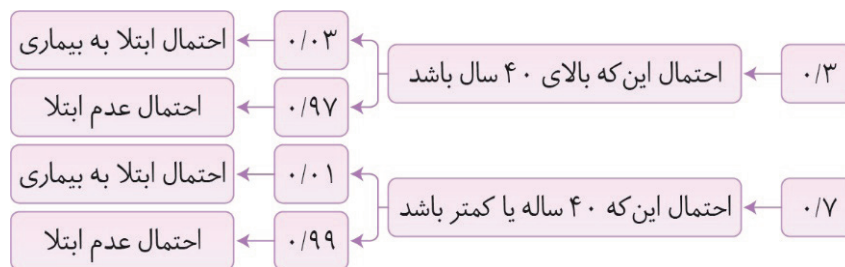 ۰/۳
احتمال این‌که بالای ۴۰ سال باشد
۰/۰۳
احتمال ابتلا به بیماری
۰/۹۷
احتمال عدم ابتلا
۰/۷
احتمال این‌که ۴۰ ساله یا کمتر باشد
۰/۰۱
احتمال ابتلا به بیماری
۰/۹۹
احتمال عدم ابتلا